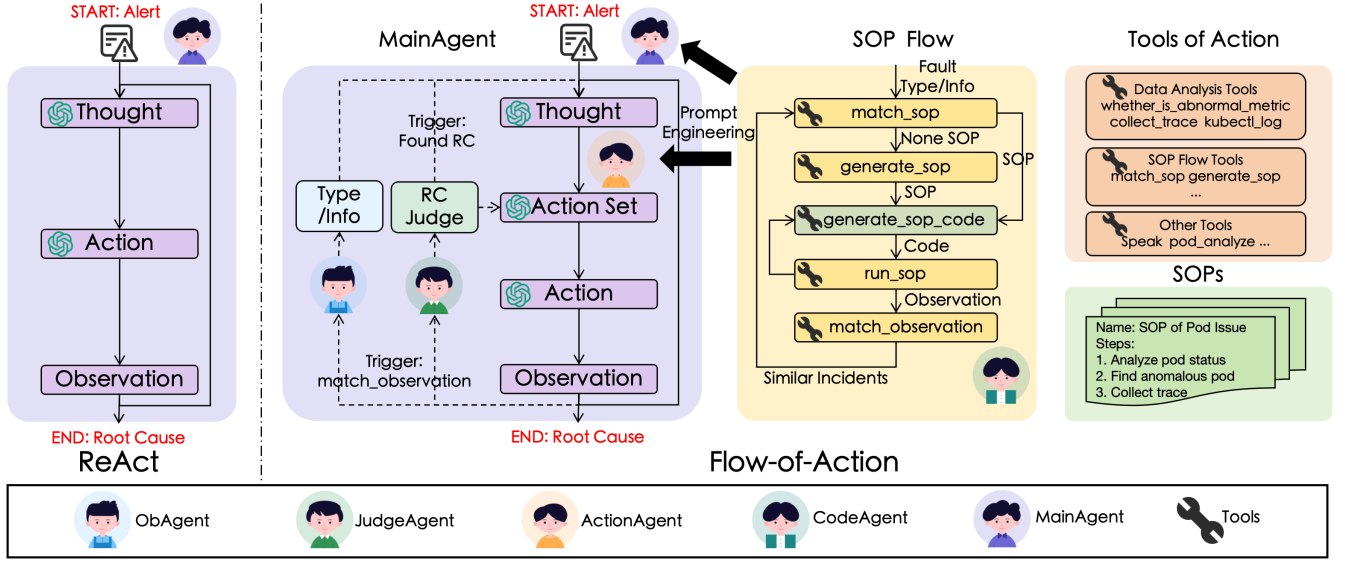 START: Alert
Thought
Action
Observation
END: Root Cause
ReAct
START: Alert
MainAgent
Thought
Trigger:
Found RC
Type
/Info
RC
Judge
Action Set
Action
Trigger:
match_observation
Observation
END: Root Cause
Prompt
Engineering
SOP Flow
Fault
Type/Info
match_sop
None SOP
SOP
generate_sop
SOP
generate_sop_code
Code
run_sop
Observation
match_observation
Similar Incidents
Tools of Action
Data Analysis Tools
whether_is_abnormal_metric
collect_trace kubectl_log
SOP Flow Tools
match_sop generate_sop
...
Other Tools
Speak pod_analyze ...
SOPs
Name: SOP of Pod Issue
Steps:
1. Analyze pod status
2. Find anomalous pod
3. Collect trace
Flow-of-Action
ObAgent
JudgeAgent
ActionAgent
CodeAgent
MainAgent
Tools